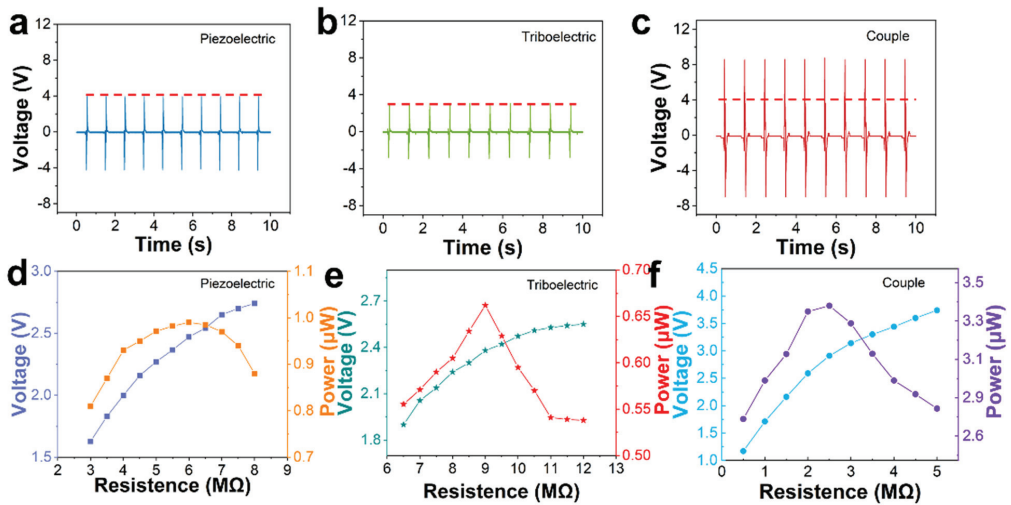 a
Piezoelectric
12
8
4
0
-4
-8
Voltage (V)
0 2 4 6 8 10
Time (s)
b
Triboelectric
12
8
4
0
-4
-8
Voltage (V)
0 2 4 6 8 10
Time (s)
c
Couple
12
8
4
0
-4
-8
Voltage (V)
0 2 4 6 8 10
Time (s)
d
Piezoelectric
3.0
2.5
2.0
1.5
Voltage (V)
1.1
1.0
0.9
0.8
0.7
Power (μW)
2 3 4 5 6 7 8 9
Resistence (MΩ)
e
Triboelectric
2.7
2.4
2.1
1.8
Voltage (V)
0.70
0.65
0.60
0.55
0.50
Power (μW)
7 8 9 10 11 12 13
Resistence (MΩ)
f
Couple
4.5
4.0
3.5
3.0
2.5
2.0
1.5
1.0
Voltage (V)
3.5
3.3
3.1
2.8
2.6
Power (μW)
0 1 2 3 4 5
Resistence (MΩ)